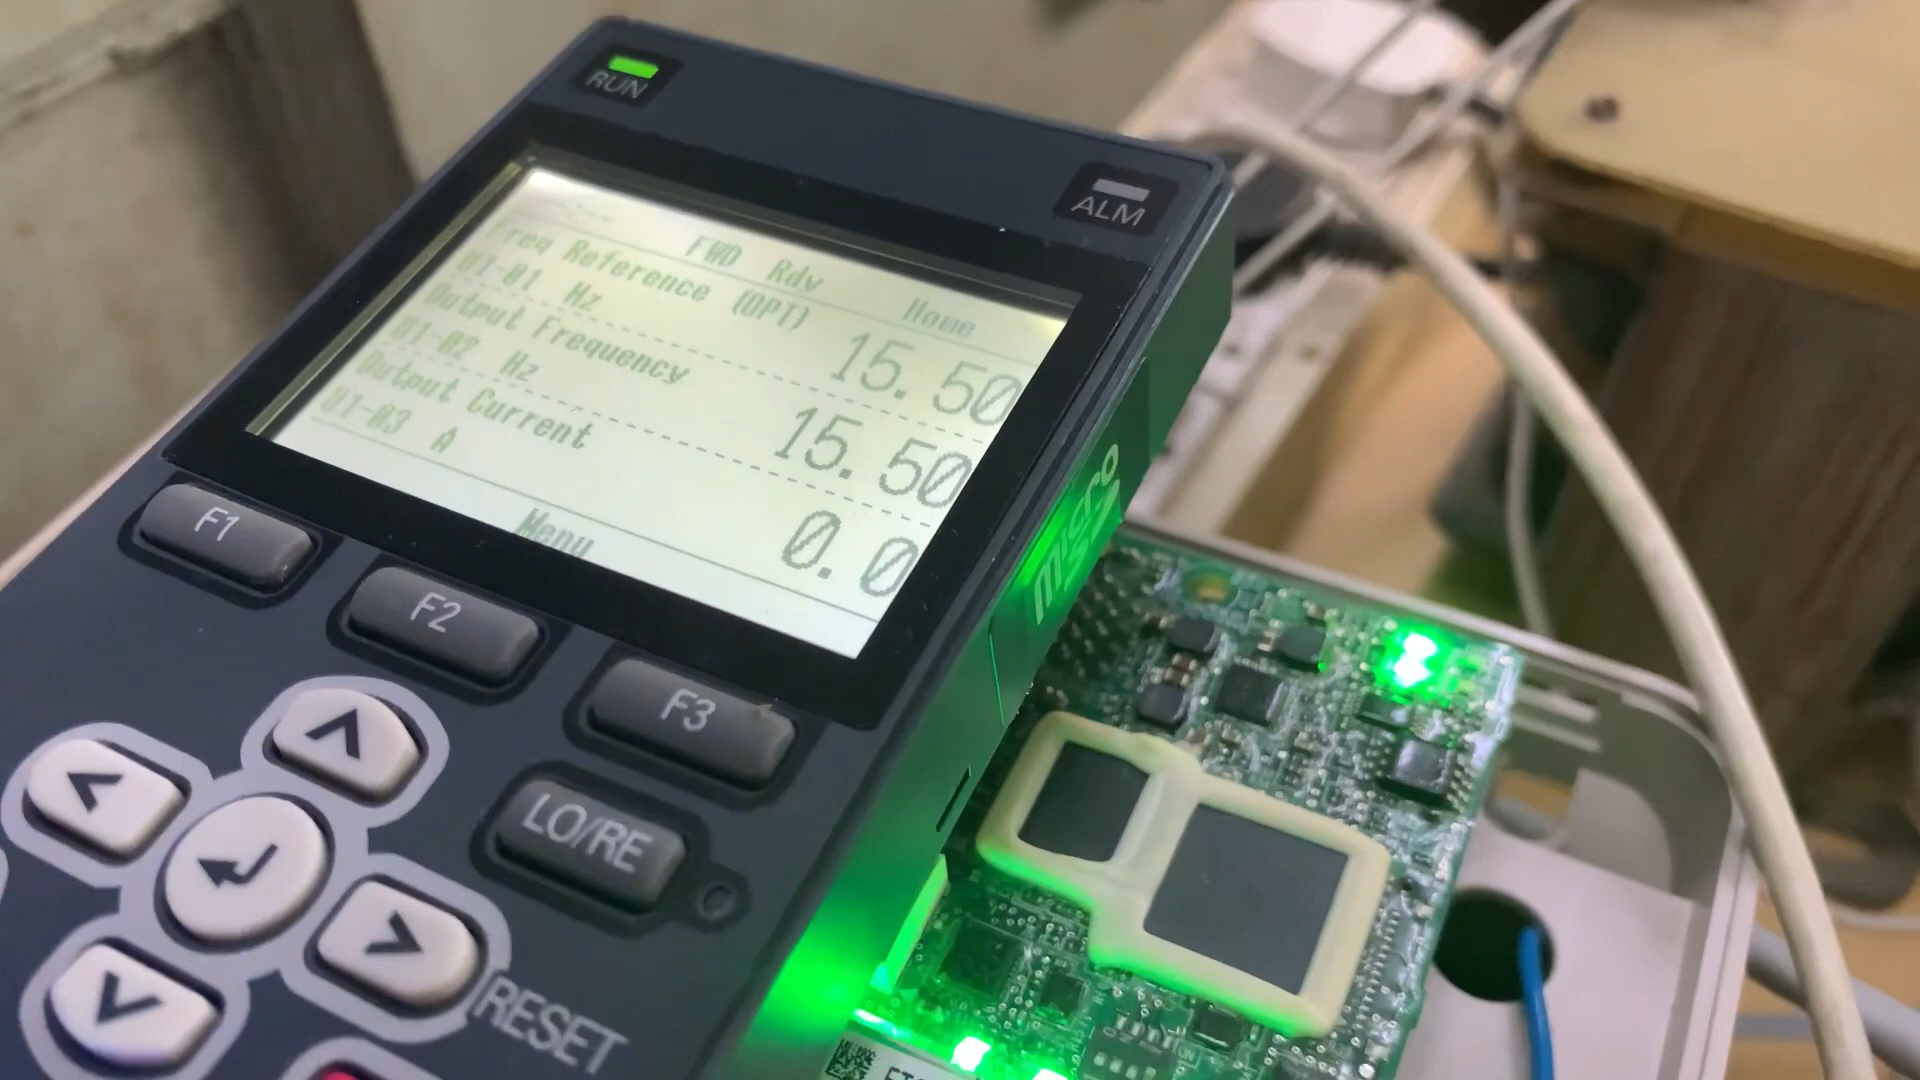 RUN
ALM
FWD Rdy Home
Freq Reference (OPT)
U1-01 Hz 15.50
Output Frequency
U1-02 Hz 15.50
Output Current
U1-03 A 0.0
Menu
F1
F2
F3
LO/RE
RESET
micro